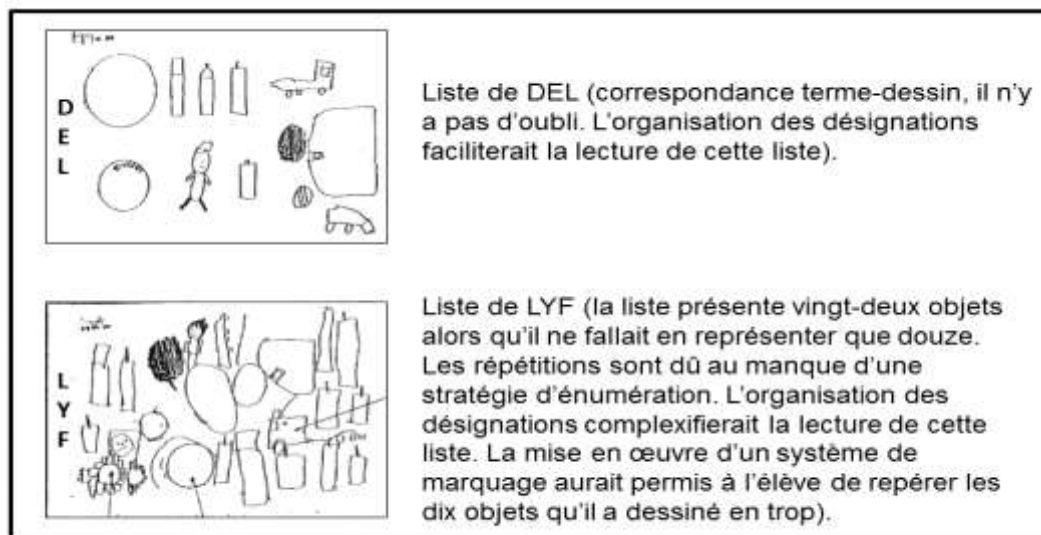 DEL
Liste de DEL (correspondance terme-dessin, il n'y
a pas d'oubli. L'organisation des désignations
faciliterait la lecture de cette liste).
LYF
Liste de LYF (la liste présente vingt-deux objets
alors qu'il ne fallait en représenter que douze.
Les répétitions sont dû au manque d'une
stratégie d'énumération. L'organisation des
désignations complexifierait la lecture de cette
liste. La mise en œuvre d'un système de
marquage aurait permis à l'élève de repérer les
dix objets qu'il a dessiné en trop).